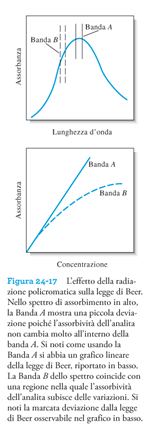 Banda A
Banda B
Assorbanza
Lunghezza d'onda
Banda A
Banda B
Assorbanza
Concentrazione
Figura 24-17 L'effetto della radia-
zione policromatica sulla legge di Beer.
Nello spettro di assorbimento in alto,
la Banda A mostra una piccola devia-
zione poiché l'assorbività dell'analita
non cambia molto all'interno della
banda A. Si noti come usando la
Banda A si abbia un grafico lineare
della legge di Beer, riportato in basso.
La Banda B dello spettro coincide con
una regione nella quale l'assorbività
dell'analita subisce delle variazioni. Si
noti la marcata deviazione dalla legge
di Beer osservabile nel grafico in basso.